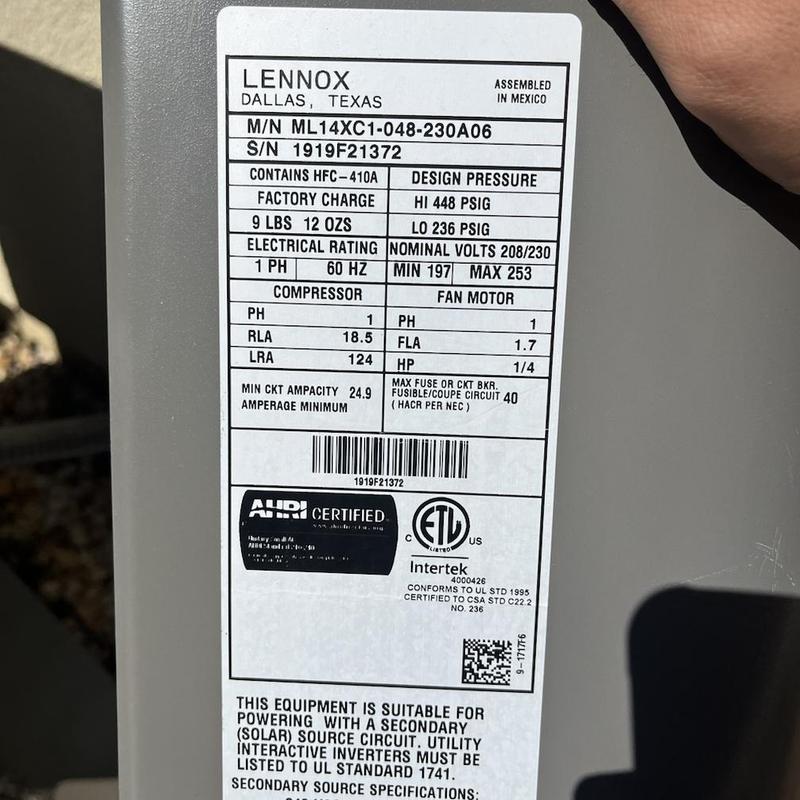 LENNOX
DALLAS, TEXAS
ASSEMBLED
IN MEXICO
M/N ML14XC1-048-230A06
S/N 1919F21372
CONTAINS HFC-410A
DESIGN PRESSURE
FACTORY CHARGE
HI 448 PSIG
9 LBS 12 OZS
LO 236 PSIG
ELECTRICAL RATING
NOMINAL VOLTS 208/230
1 PH 60 HZ
MIN 197 MAX 253
COMPRESSOR
FAN MOTOR
PH 1
PH 1
RLA 18.5
FLA 1.7
LRA 124
HP 1/4
MIN CKT AMPACITY 24.9
AMPERAGE MINIMUM
MAX FUSE OR CKT BKR.
FUSIBLE/COUPE CIRCUIT 40
( HACR PER NEC )
1919F21372
AHRI CERTIFIED
C ETL US
LISTED
Intertek
4000426
CONFORMS TO UL STD 1995
CERTIFIED TO CSA STD C22.2
NO. 236
9-1717F6
THIS EQUIPMENT IS SUITABLE FOR
POWERING WITH A SECONDARY
(SOLAR) SOURCE CIRCUIT. UTILITY
INTERACTIVE INVERTERS MUST BE
LISTED TO UL STANDARD 1741.
SECONDARY SOURCE SPECIFICATIONS: